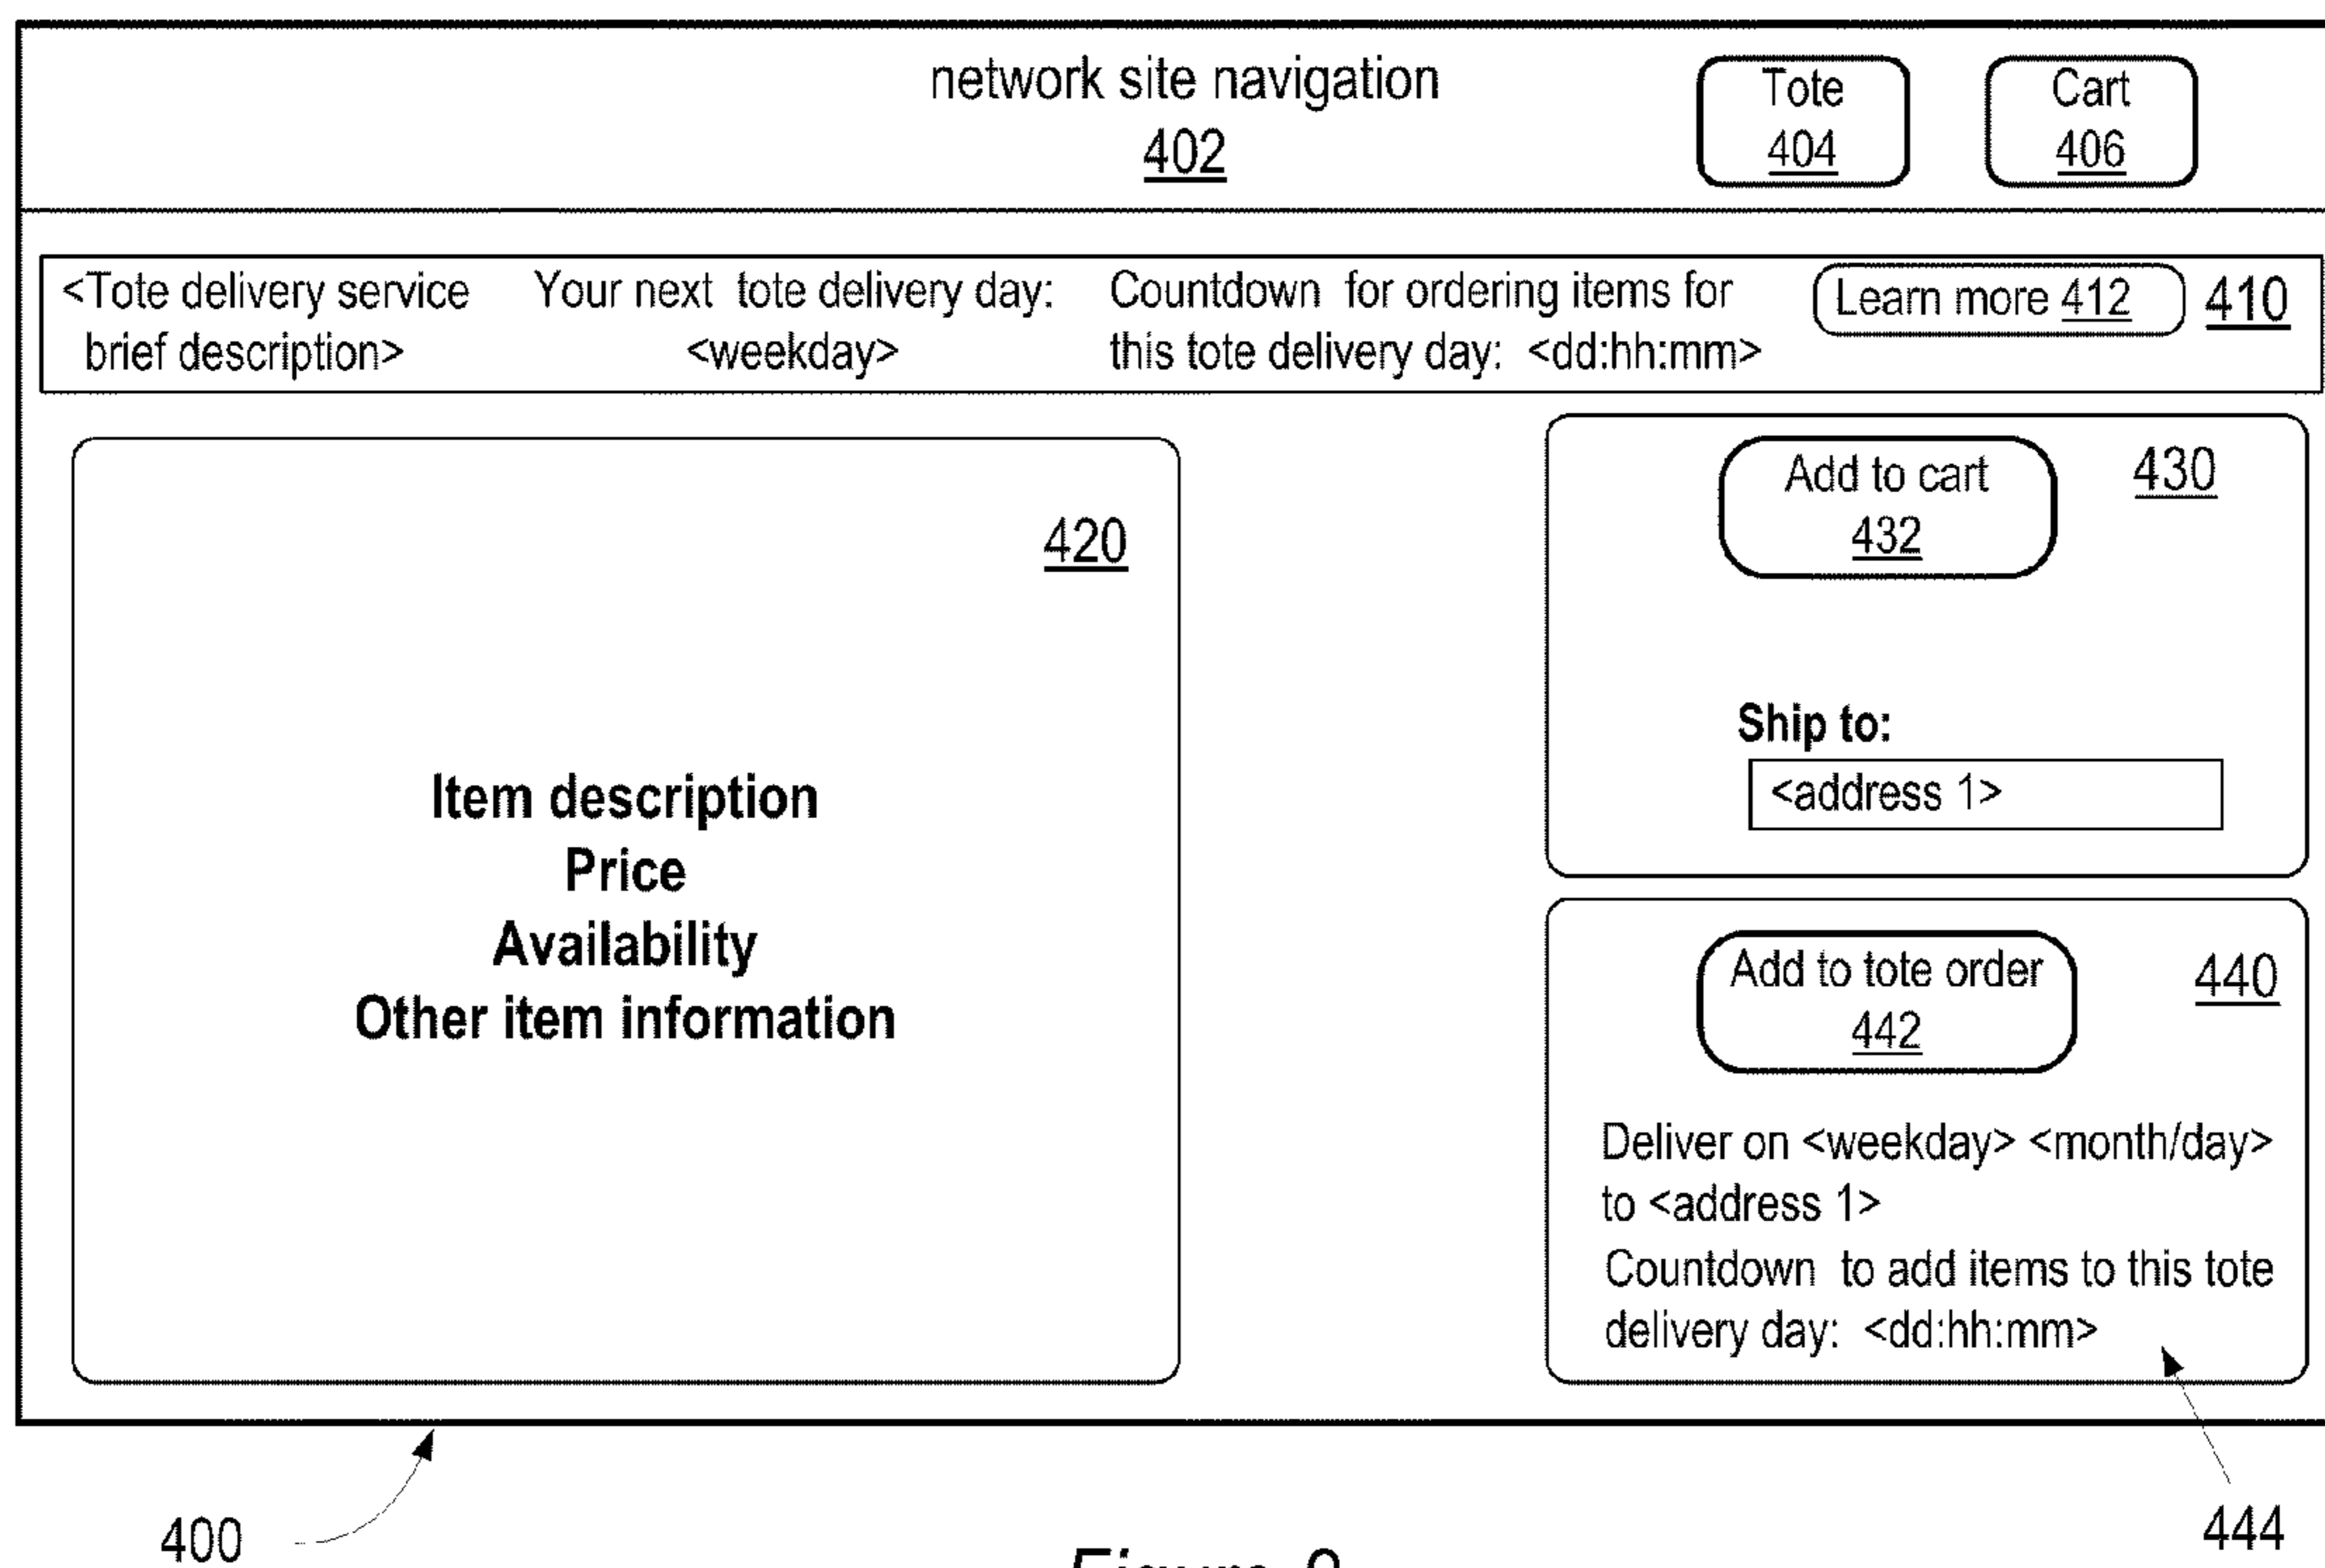 network site navigation
402
Tote
404
Cart
406
<Tote delivery service
brief description>
Your next tote delivery day:
<weekday>
Countdown for ordering items for
this tote delivery day: <dd:hh:mm>
Learn more 412
410
420
Item description
Price
Availability
Other item information
Add to cart
432
430
Ship to:
<address 1>
Add to tote order
442
440
Deliver on <weekday> <month/day>
to <address 1>
Countdown to add items to this tote
delivery day: <dd:hh:mm>
400
444
Figure